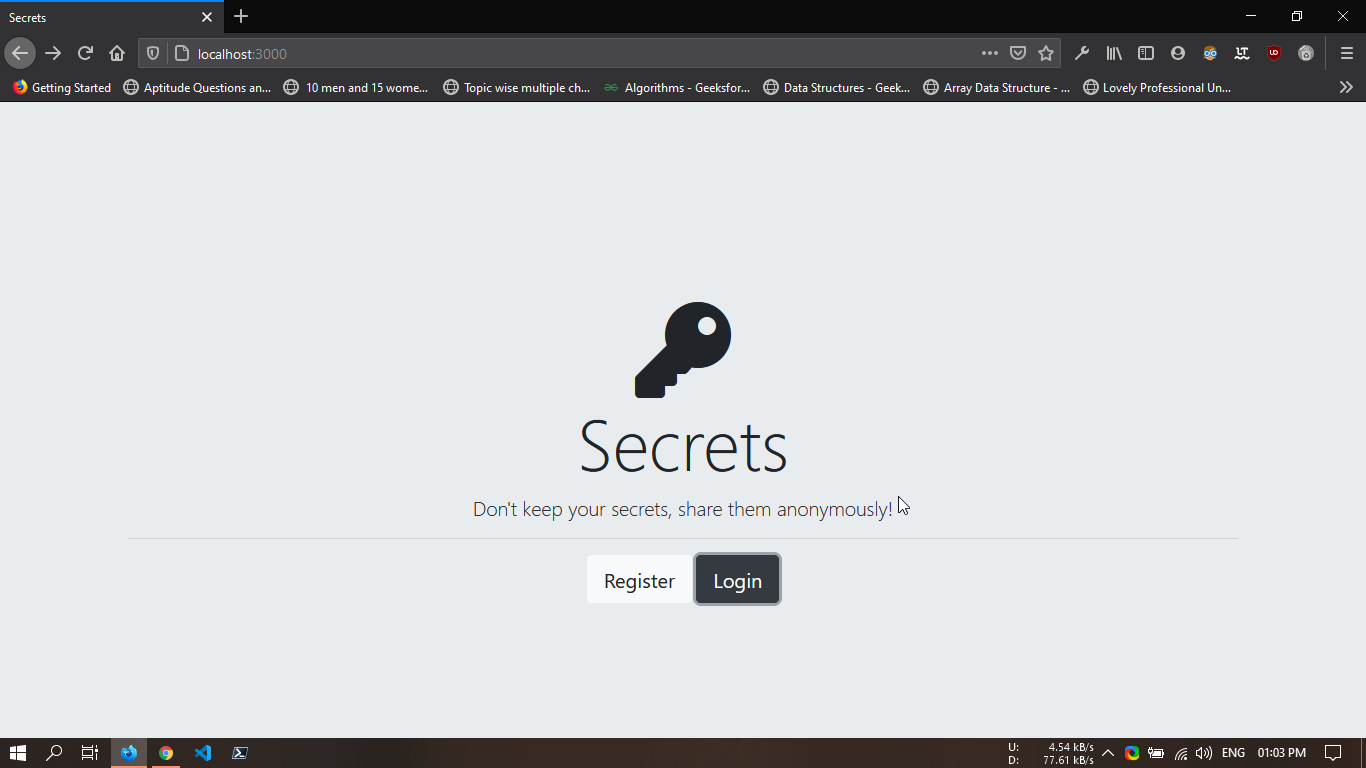 Secrets
localhost:3000
Getting Started Aptitude Questions an... 10 men and 15 wome... Topic wise multiple ch... Algorithms - Geeksfor... Data Structures - Geek... Array Data Structure - ... Lovely Professional Un...
Secrets
Don't keep your secrets, share them anonymously!
Register Login
U: 4.54 kB/s
D: 77.61 kB/s
ENG 01:03 PM